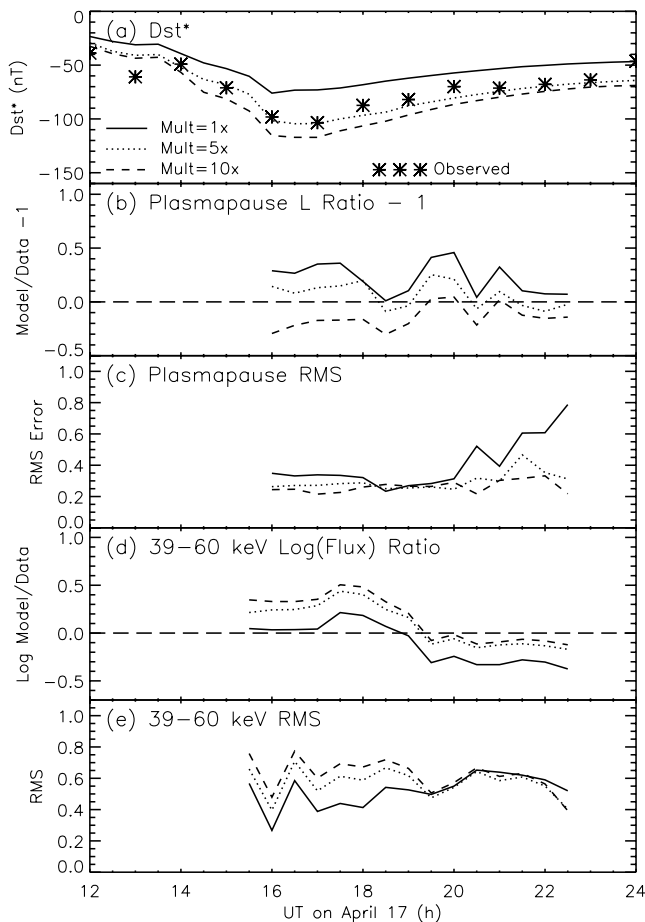 0
(a) Dst*
−50
−100
−150
Dst* (nT)
Mult=1x
Mult=5x
Mult=10x
Observed
1.0
(b) Plasmapause L Ratio − 1
0.5
0.0
−0.5
Model/Data −1
1.0
(c) Plasmapause RMS
0.8
0.6
0.4
0.2
0.0
RMS Error
1.0
(d) 39−60 keV Log(Flux) Ratio
0.5
0.0
−0.5
Log Model/Data
1.0
(e) 39−60 keV RMS
0.8
0.6
0.4
0.2
0.0
RMS
12 14 16 18 20 22 24
UT on April 17 (h)